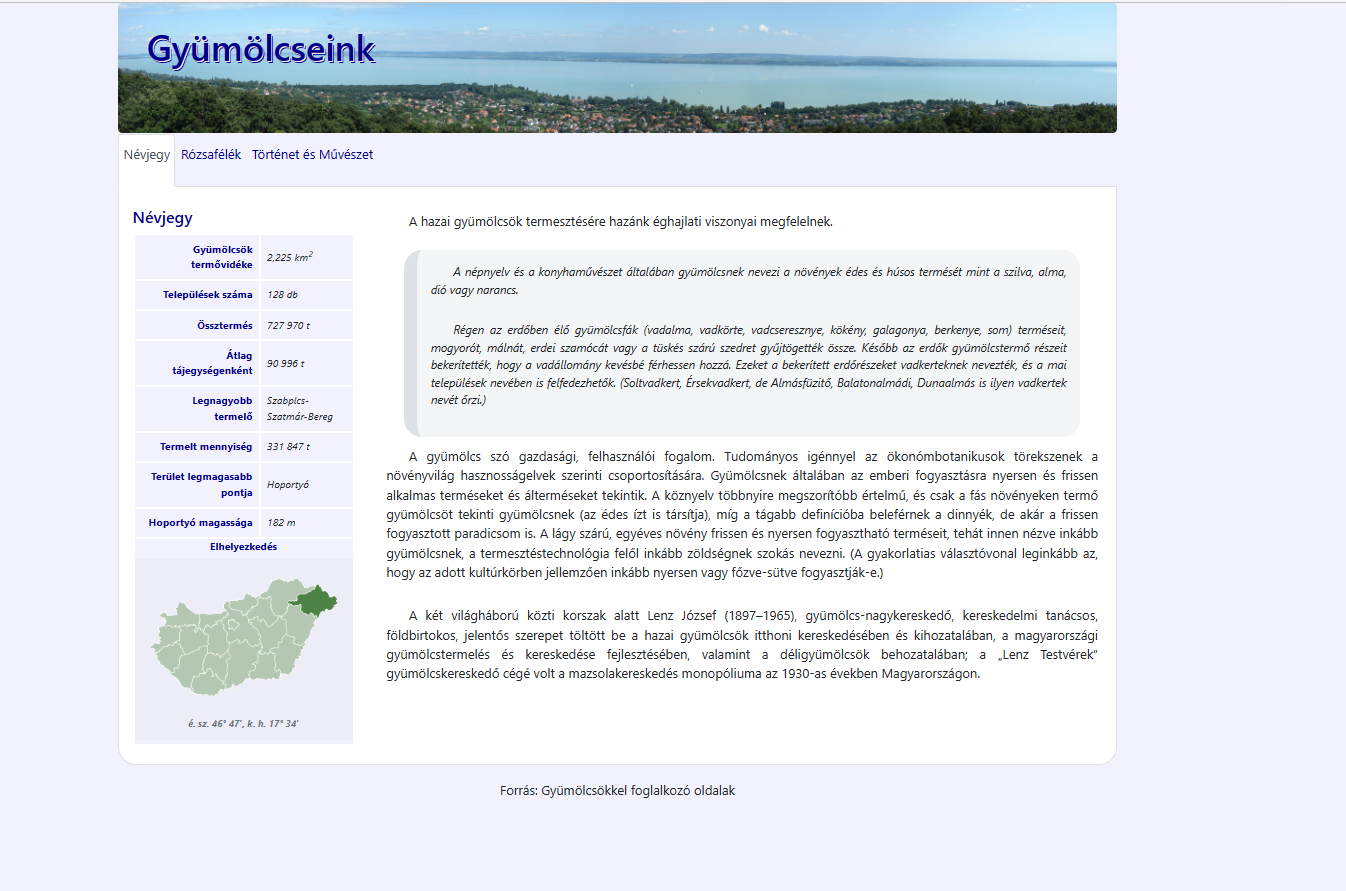 Gyümölcseink
Névjegy Rózsafélék Történet és Művészet
Névjegy
Gyümölcsök
termővidéke
2,225 km²
Települések száma 128 db
Össztermés 727 970 t
Átlag
tájegységenként
90 996 t
Legnagyobb
termelő
Szabplcs-
Szatmár-Bereg
Termelt mennyiség 331 847 t
Terület legmagasabb
pontja
Hoportyó
Hoportyó magassága 182 m
Elhelyezkedés
é. sz. 46° 47′, k. h. 17° 34′
A hazai gyümölcsök termesztésére hazánk éghajlati viszonyai megfelelnek.
A népnyelv és a konyhaművészet általában gyümölcsnek nevezi a növények édes és húsos termését mint a szilva, alma,
dió vagy narancs.
Régen az erdőben élő gyümölcsfák (vadalma, vadkörte, vadcseresznye, kökény, galagonya, berkenye, som) terméseit,
mogyorót, málnát, erdei szamócát vagy a tüskés szárú szedret gyűjtögették össze. Később az erdők gyümölcstermő részeit
bekerítették, hogy a vadállomány kevésbé férhessen hozzá. Ezeket a bekerített erdőrészeket vadkerteknek nevezték, és a mai
települések nevében is felfedezhetők. (Soltvadkert, Érsekvadkert, de Almásfüzitő, Balatonalmádi, Dunaalmás is ilyen vadkertek
nevét őrzi.)
A gyümölcs szó gazdasági, felhasználói fogalom. Tudományos igénnyel az ökonómbotanikusok törekszenek a
növényvilág hasznosságelvek szerinti csoportosítására. Gyümölcsnek általában az emberi fogyasztásra nyersen és frissen
alkalmas terméseket és álterméseket tekintik. A köznyelv többnyire megszorítóbb értelmű, és csak a fás növényeken termő
gyümölcsöt tekinti gyümölcsnek (az édes ízt is társítja), míg a tágabb definícióba beleférnek a dinnyék, de akár a frissen
fogyasztott paradicsom is. A lágy szárú, egyéves növény frissen és nyersen fogyasztható terméseit, tehát innen nézve inkább
gyümölcsnek, a termesztéstechnológia felől inkább zöldségnek szokás nevezni. (A gyakorlatias választóvonal leginkább az,
hogy az adott kultúrkörben jellemzően inkább nyersen vagy főzve-sütve fogyasztják-e.)
A két világháború közti korszak alatt Lenz József (1897–1965), gyümölcs-nagykereskedő, kereskedelmi tanácsos,
földbirtokos, jelentős szerepet töltött be a hazai gyümölcsök itthoni kereskedésében és kihozatalában, a magyarországi
gyümölcstermelés és kereskedése fejlesztésében, valamint a déligyümölcsök behozatalában; a „Lenz Testvérek”
gyümölcskereskedő cégé volt a mazsolakereskedés monopóliuma az 1930-as években Magyarországon.
Forrás: Gyümölcsökkel foglalkozó oldalak